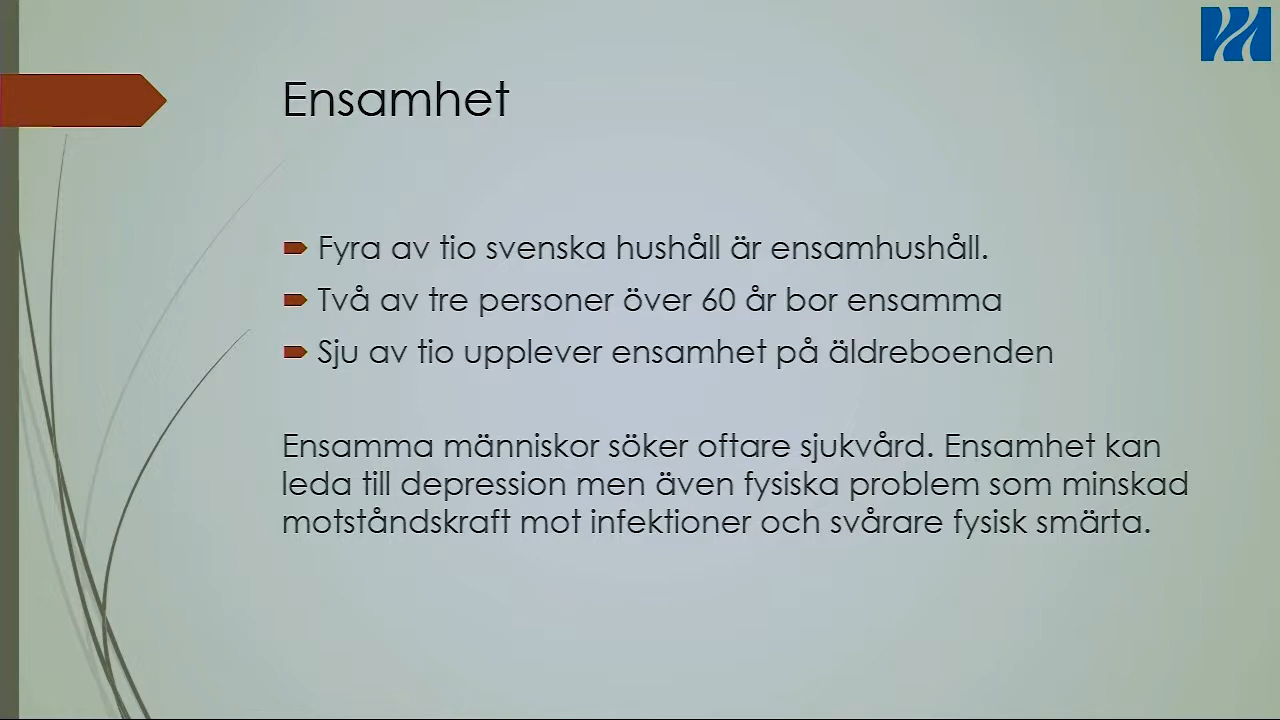 Ensamhet
Fyra av tio svenska hushåll är ensamhushåll.
Två av tre personer över 60 år bor ensamma
Sju av tio upplever ensamhet på äldreboenden
Ensamma människor söker oftare sjukvård. Ensamhet kan
leda till depression men även fysiska problem som minskad
motståndskraft mot infektioner och svårare fysisk smärta.